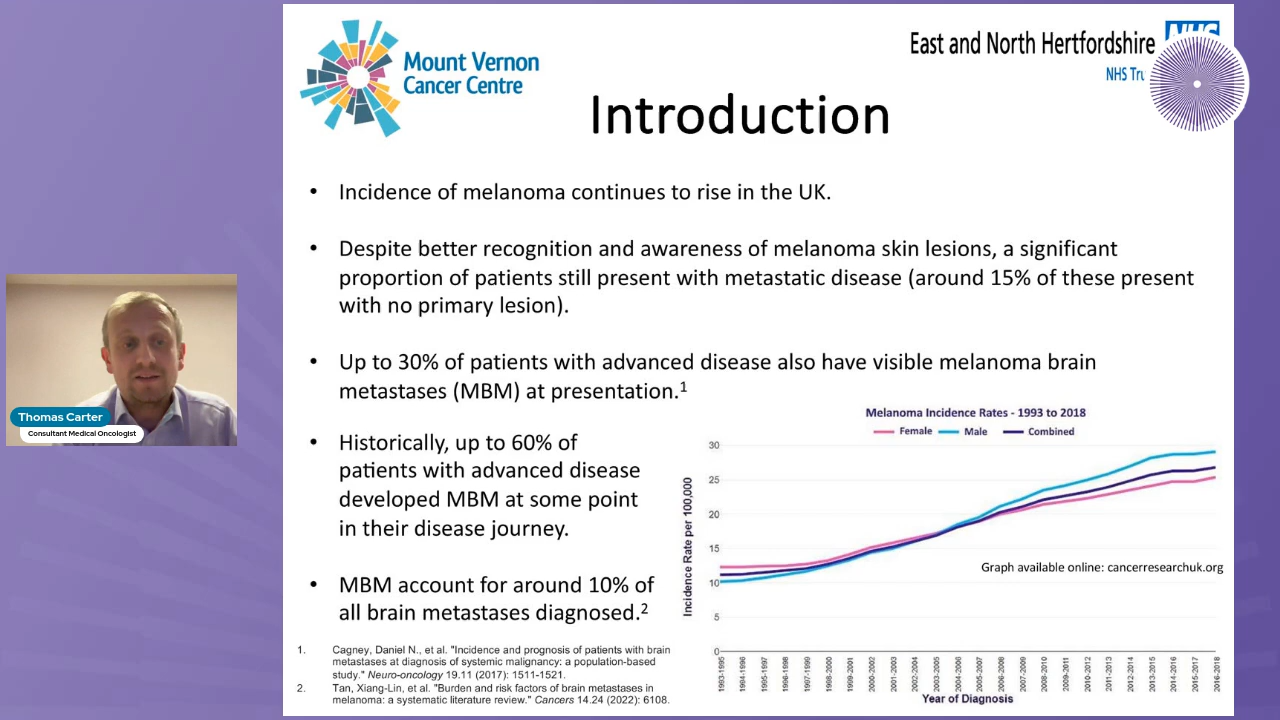 Mount Vernon
Cancer Centre
East and North Hertfordshire
NHS
Introduction
• Incidence of melanoma continues to rise in the UK.
• Despite better recognition and awareness of melanoma skin lesions, a significant
proportion of patients still present with metastatic disease (around 15% of these present
with no primary lesion).
• Up to 30% of patients with advanced disease also have visible melanoma brain
metastases (MBM) at presentation.1
• Historically, up to 60% of
patients with advanced disease
developed MBM at some point
in their disease journey.
• MBM account for around 10% of
all brain metastases diagnosed.2
1. Cagney, Daniel N., et al. "Incidence and prognosis of patients with brain
metastases at diagnosis of systemic malignancy: a population-based
study." Neuro-oncology 19.11 (2017): 1511-1521.
2. Tan, Xiang-Lin, et al. "Burden and risk factors of brain metastases in
melanoma: a systematic literature review." Cancers 14.24 (2022): 6108.
Melanoma Incidence Rates - 1993 to 2018
Female Male Combined
Incidence Rate per 100,000
30
25
20
15
10
5
0
Graph available online: cancerresearchuk.org
1993-1995 1994-1996 1995-1997 1996-1998 1997-1999 1998-2000 1999-2001 2000-2002 2001-2003 2002-2004 2003-2005 2004-2006 2005-2007 2006-2008 2007-2009 2008-2010 2009-2011 2010-2012 2011-2013 2012-2014 2013-2015 2014-2016 2015-2017 2016-2018
Year of Diagnosis
Thomas Carter
Consultant Medical Oncologist